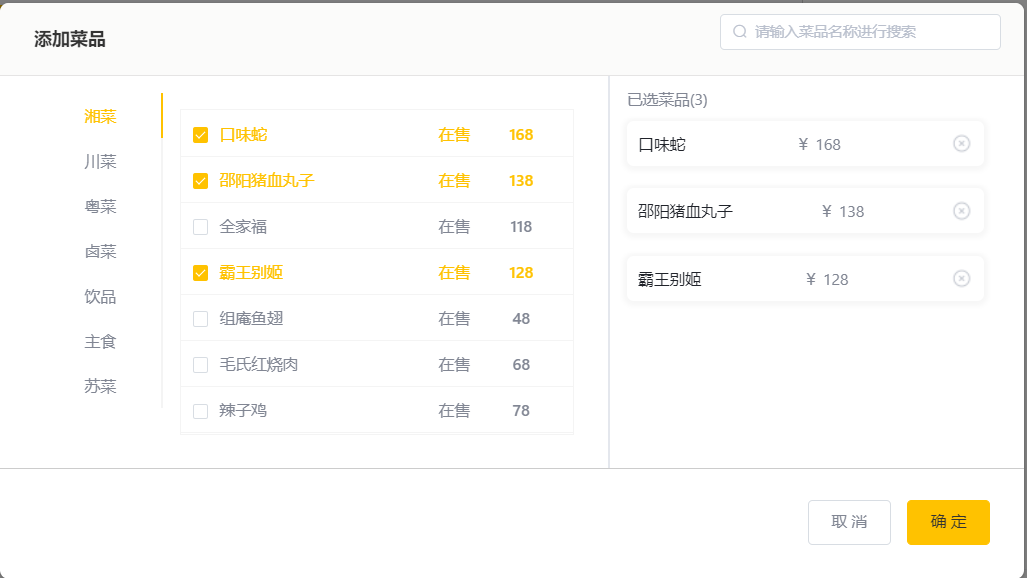 添加菜品
请输入菜品名称进行搜索
湘菜
川菜
粤菜
卤菜
饮品
主食
苏菜
口味蛇 在售 168
邵阳猪血丸子 在售 138
全家福 在售 118
霸王别姬 在售 128
组庵鱼翅 在售 48
毛氏红烧肉 在售 68
辣子鸡 在售 78
已选菜品(3)
口味蛇 ¥ 168
邵阳猪血丸子 ¥ 138
霸王别姬 ¥ 128
取 消
确 定